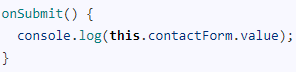 onSubmit() {
  console.log(this.contactForm.value);
}